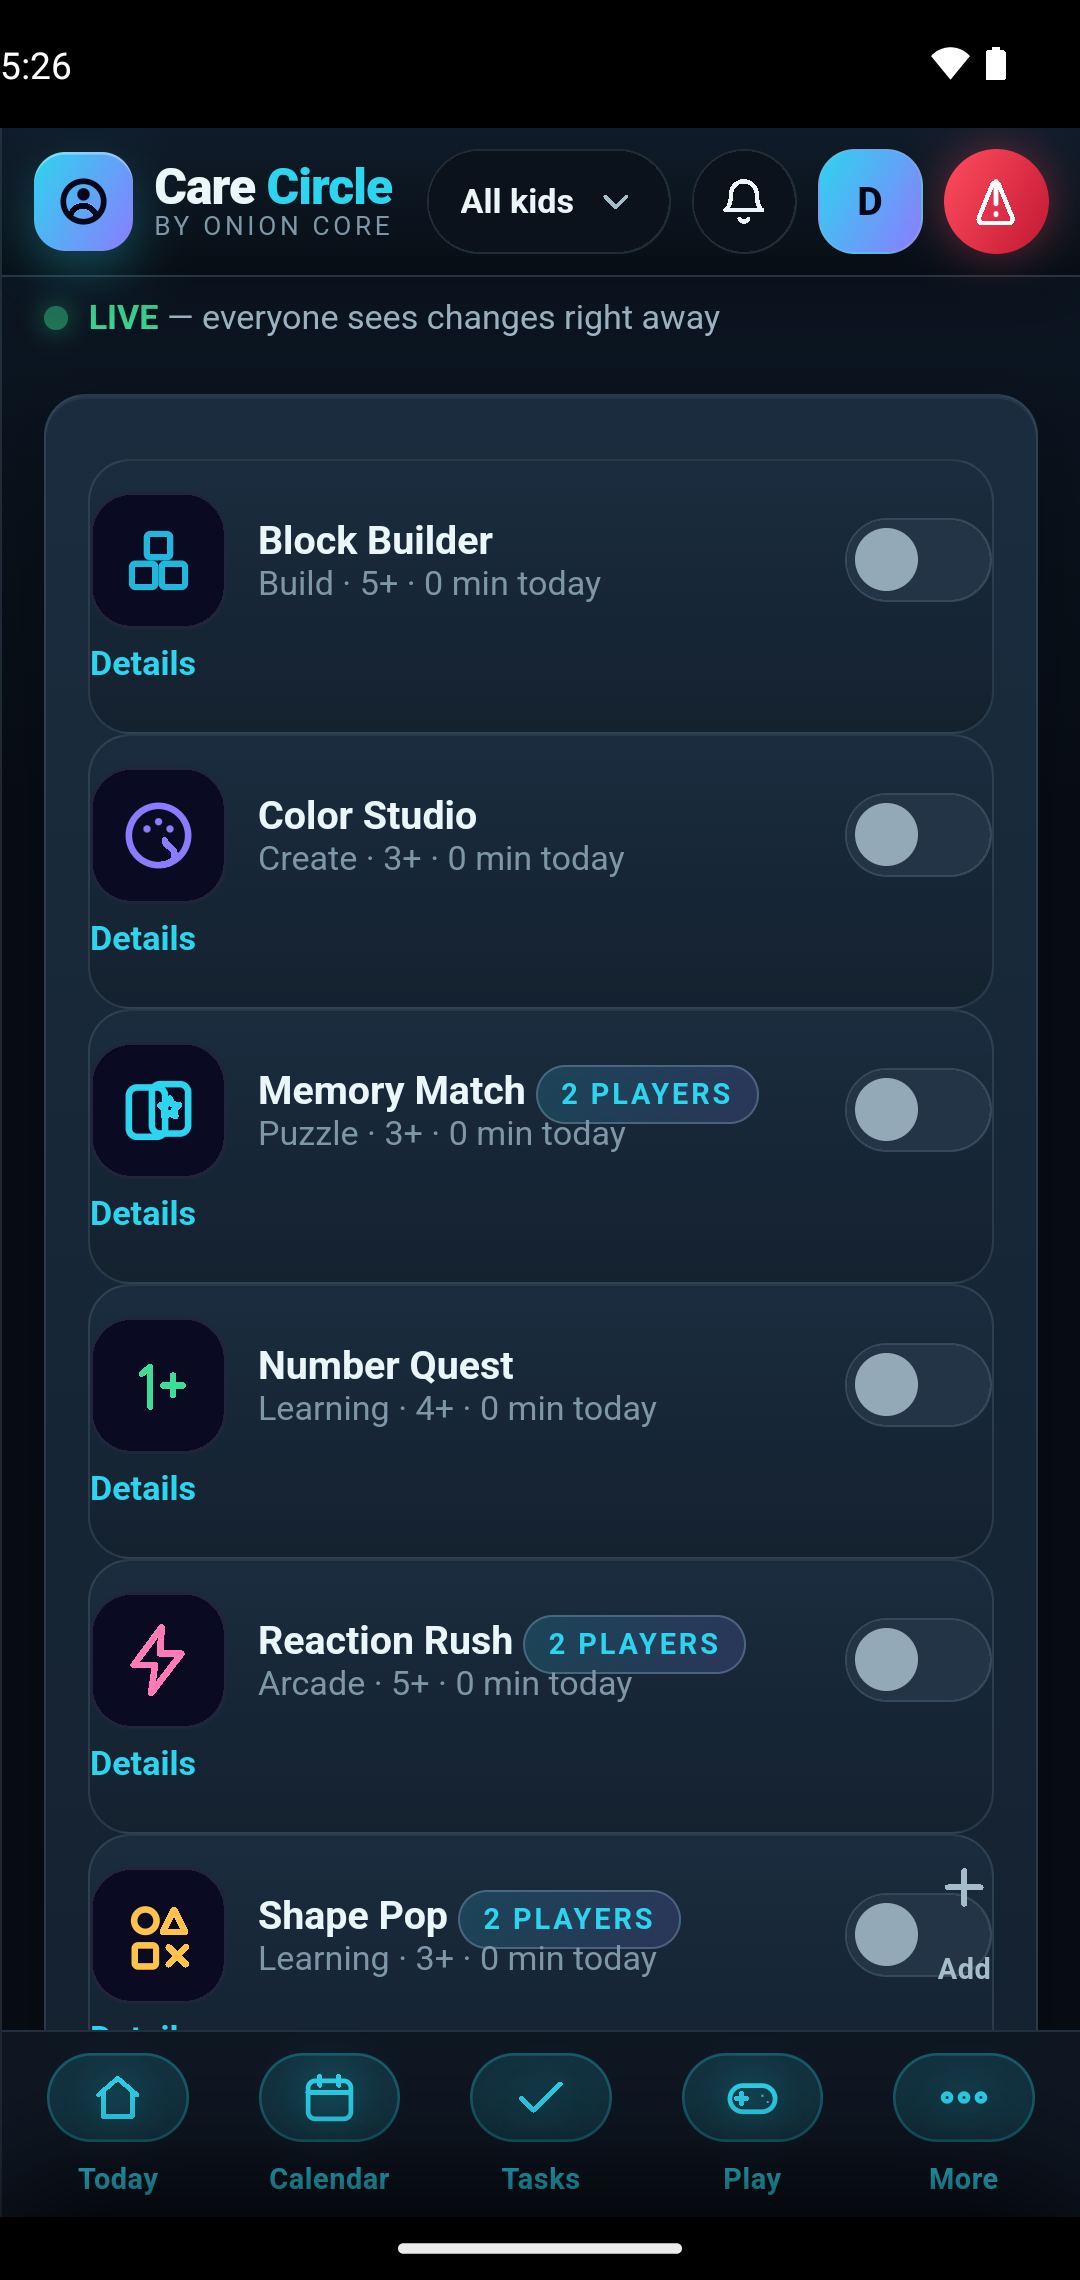 5:26
Care Circle
BY ONION CORE
All kids
D
LIVE — everyone sees changes right away
Block Builder
Build · 5+ · 0 min today
Details
Color Studio
Create · 3+ · 0 min today
Details
Memory Match 2 PLAYERS
Puzzle · 3+ · 0 min today
Details
1+
Number Quest
Learning · 4+ · 0 min today
Details
Reaction Rush 2 PLAYERS
Arcade · 5+ · 0 min today
Details
Shape Pop 2 PLAYERS
Learning · 3+ · 0 min today
Add
Today
Calendar
Tasks
Play
More